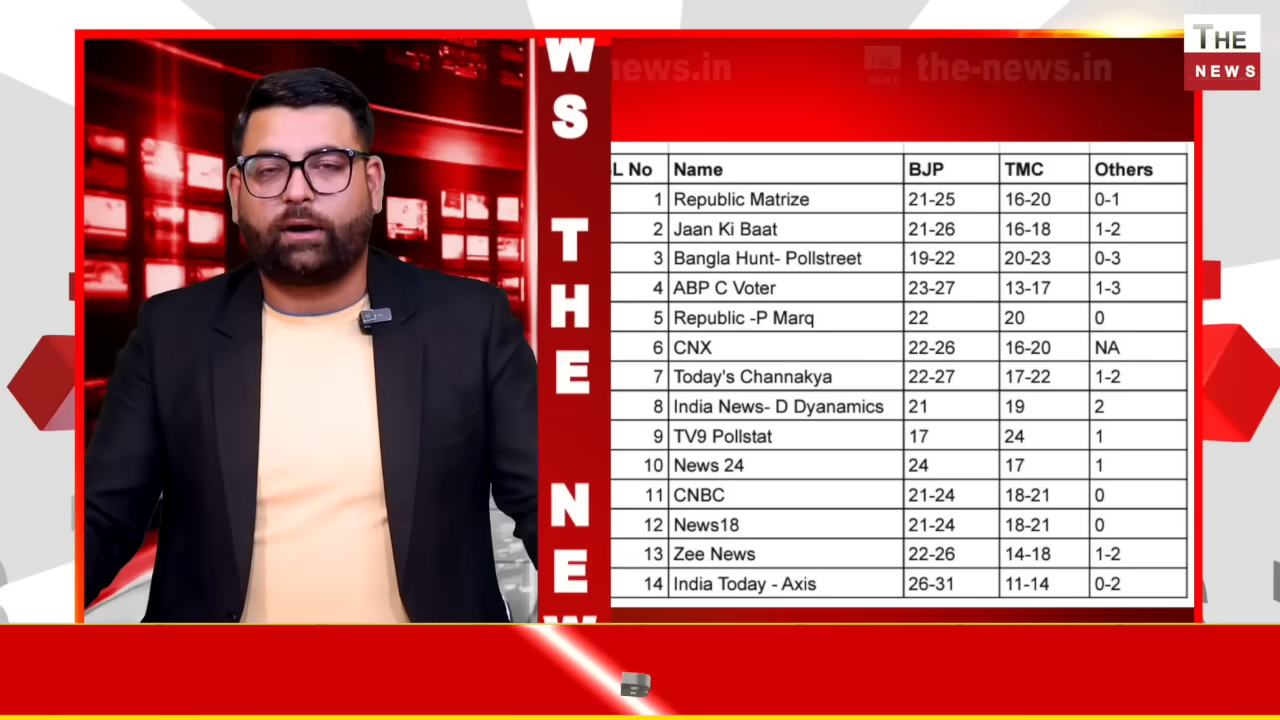 THE
NEWS
ews.in
THE
NEWS
the-news.in
W
S
T
H
E
N
E
W
L No Name BJP TMC Others
1 Republic Matrize 21-25 16-20 0-1
2 Jaan Ki Baat 21-26 16-18 1-2
3 Bangla Hunt- Pollstreet 19-22 20-23 0-3
4 ABP C Voter 23-27 13-17 1-3
5 Republic -P Marq 22 20 0
6 CNX 22-26 16-20 NA
7 Today's Channakya 22-27 17-22 1-2
8 India News- D Dyanamics 21 19 2
9 TV9 Pollstat 17 24 1
10 News 24 24 17 1
11 CNBC 21-24 18-21 0
12 News18 21-24 18-21 0
13 Zee News 22-26 14-18 1-2
14 India Today - Axis 26-31 11-14 0-2